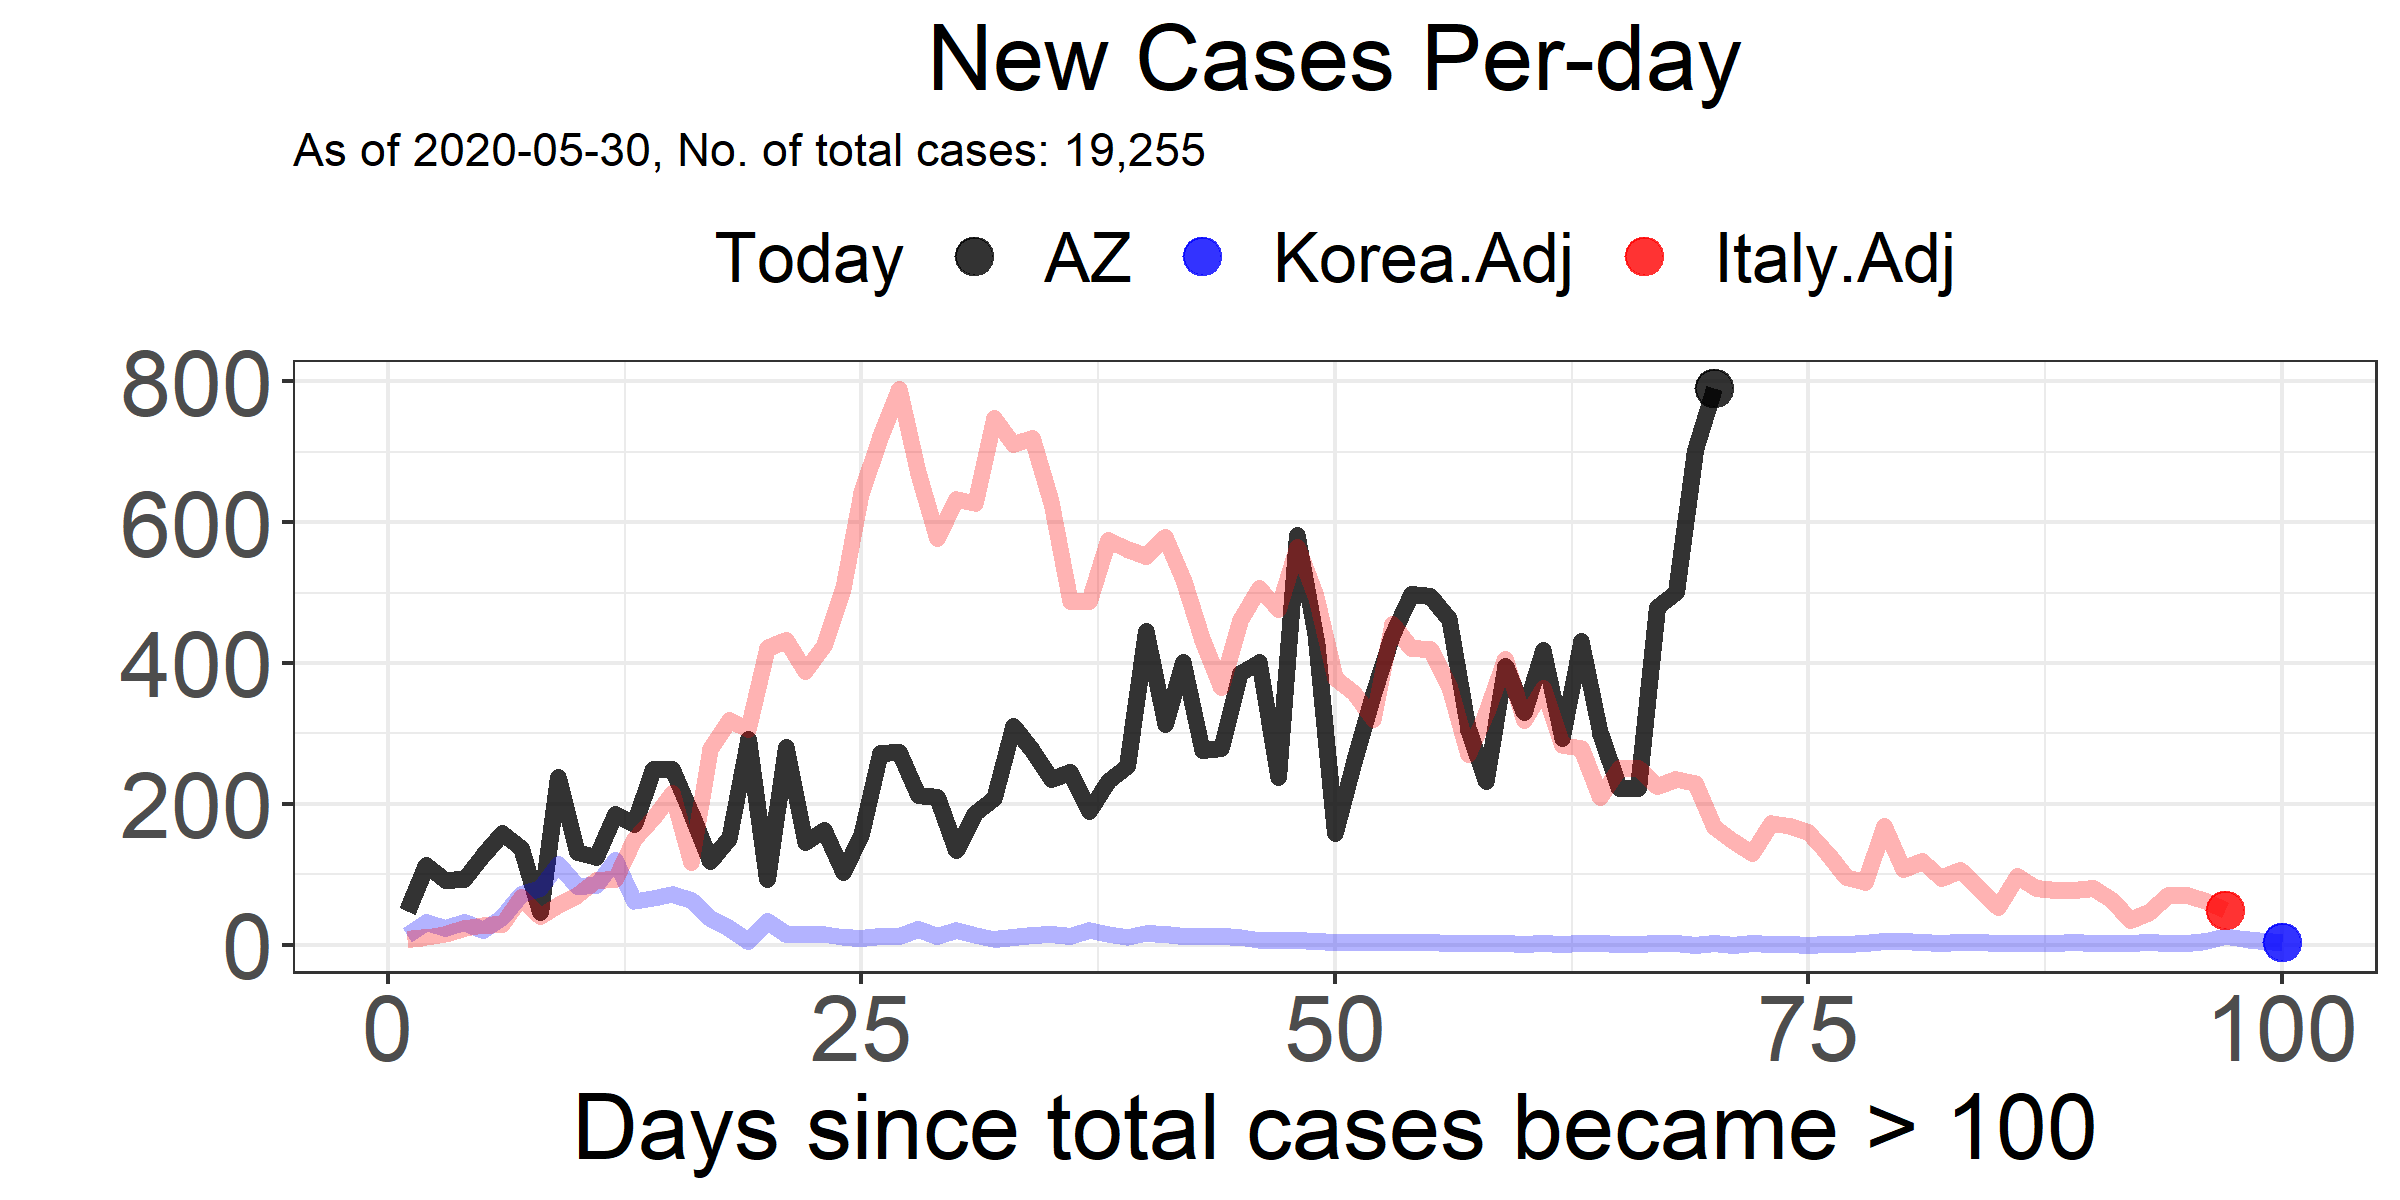 New Cases Per-day
As of 2020-05-30, No. of total cases: 19,255
Today AZ Korea.Adj Italy.Adj
800
600
400
200
0
0 25 50 75 100
Days since total cases became > 100